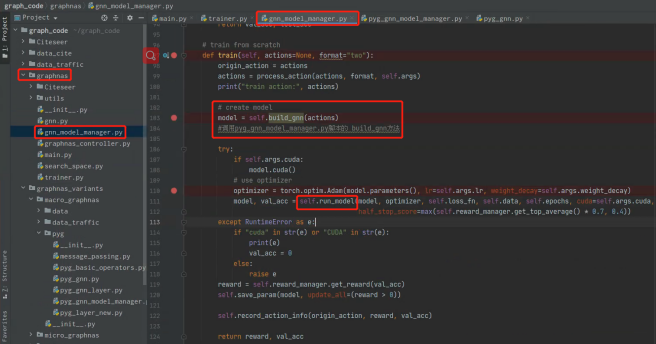 graph_code graphnas gnn_model_manager.py
Project
main.py
trainer.py
gnn_model_manager.py
pyg_gnn_model_manager.py
pyg_gnn.py
1: Project
graph_code ~/graph_code
Citeseer
data_cite
data_traffic
graphnas
Citeseer
utils
__init__.py
gnn.py
gnn_model_manager.py
graphnas_controller.py
main.py
search_space.py
trainer.py
graphnas_variants
macro_graphnas
data
data_traffic
pyg
__init__.py
message_passing.py
pyg_basic_operators.py
pyg_gnn.py
pyg_gnn_layer.py
pyg_gnn_model_manager.p
pyg_layer_new.py
__init__.py
micro_graphnas
Z: Structure
Favorites
# train from scratch
def train(self, actions=None, format="two"):
origin_action = actions
actions = process_action(actions, format, self.args)
print("train action:", actions)
# create model
model = self.build_gnn(actions)
#调用pyg_gnn_model_manager.py脚本的 build_gnn方法
try:
if self.args.cuda:
model.cuda()
# use optimizer
optimizer = torch.optim.Adam(model.parameters(), lr=self.args.lr, weight_decay=self.args.weight_decay)
model, val_acc = self.run_model(model, optimizer, self.loss_fn, self.data, self.epochs, cuda=self.args.cuda,
half_stop_score=max(self.reward_manager.get_top_average() * 0.7, 0.4))
except RuntimeError as e:
if "cuda" in str(e) or "CUDA" in str(e):
print(e)
val_acc = 0
else:
raise e
reward = self.reward_manager.get_reward(val_acc)
self.save_param(model, update_all=(reward > 0))
self.record_action_info(origin_action, reward, val_acc)
return reward, val_acc